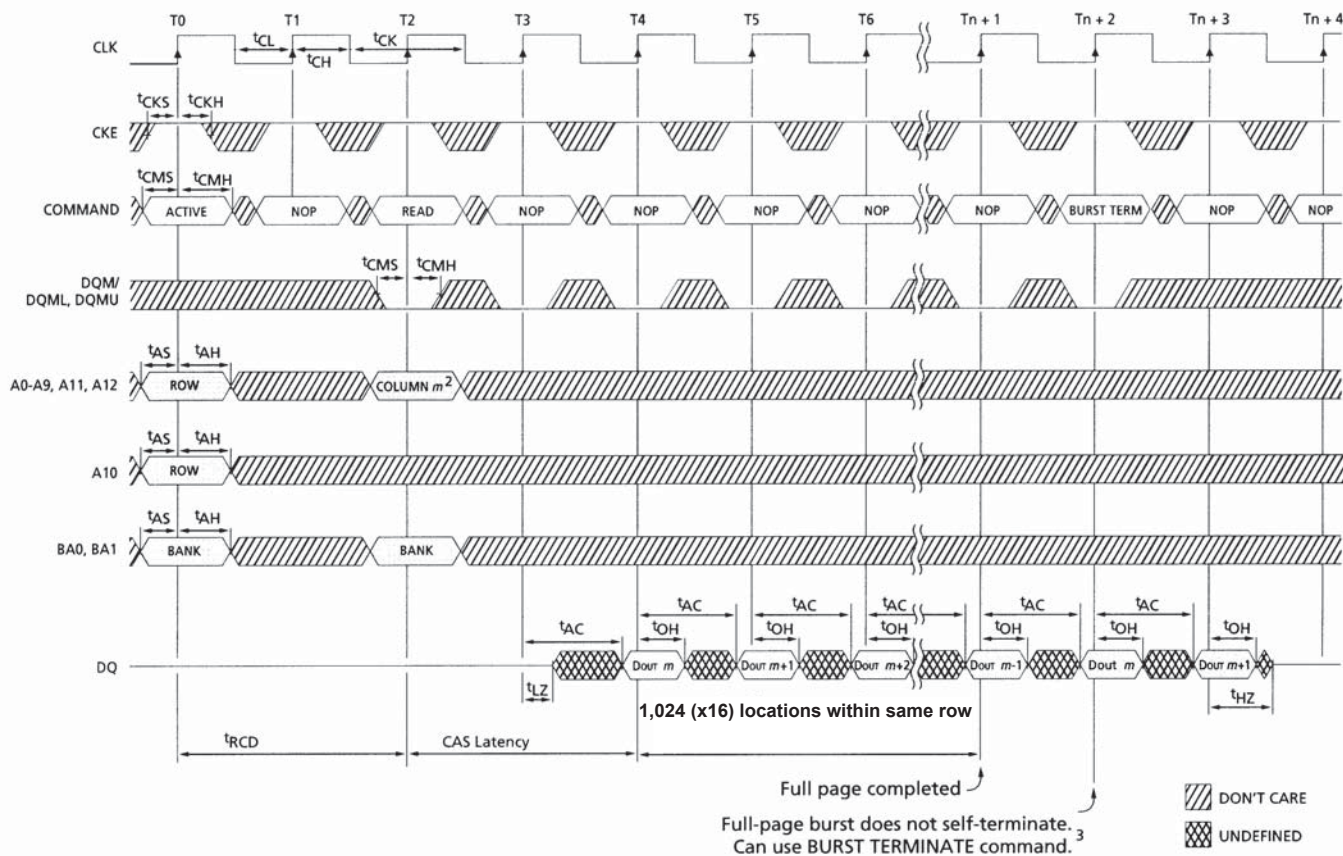 T0 T1 T2 T3 T4 T5 T6 Tn + 1 Tn + 2 Tn + 3 Tn + 4
CLK
tCL tCK
tCH
tCKS tCKH
CKE
tCMS tCMH
COMMAND ACTIVE NOP READ NOP NOP NOP NOP NOP BURST TERM NOP NOP
tCMS tCMH
DQM/
DQML, DQMU
tAS tAH
A0-A9, A11, A12 ROW COLUMN m²
tAS tAH
A10 ROW
tAS tAH
BA0, BA1 BANK BANK
tAC tAC tAC tAC tAC tAC
tOH tOH tOH tOH tOH tOH
DQ DOUT m DOUT m+1 DOUT m+2 DOUT m-1 DOUT m DOUT m+1
tLZ tHZ
1,024 (x16) locations within same row
tRCD CAS Latency
Full page completed
Full-page burst does not self-terminate.
Can use BURST TERMINATE command. 3
DON'T CARE
UNDEFINED